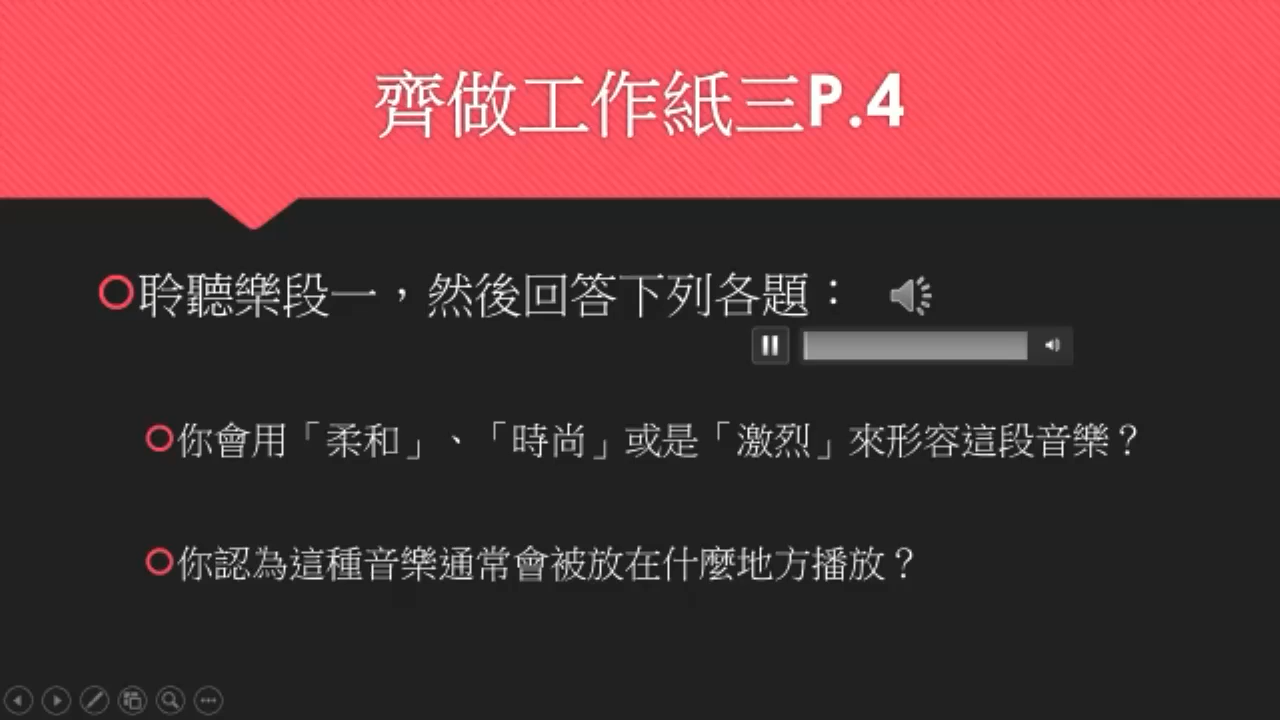 齊做工作紙三P.4
聆聽樂段一，然後回答下列各題：
你會用「柔和」、「時尚」或是「激烈」來形容這段音樂？
你認為這種音樂通常會被放在什麼地方播放？